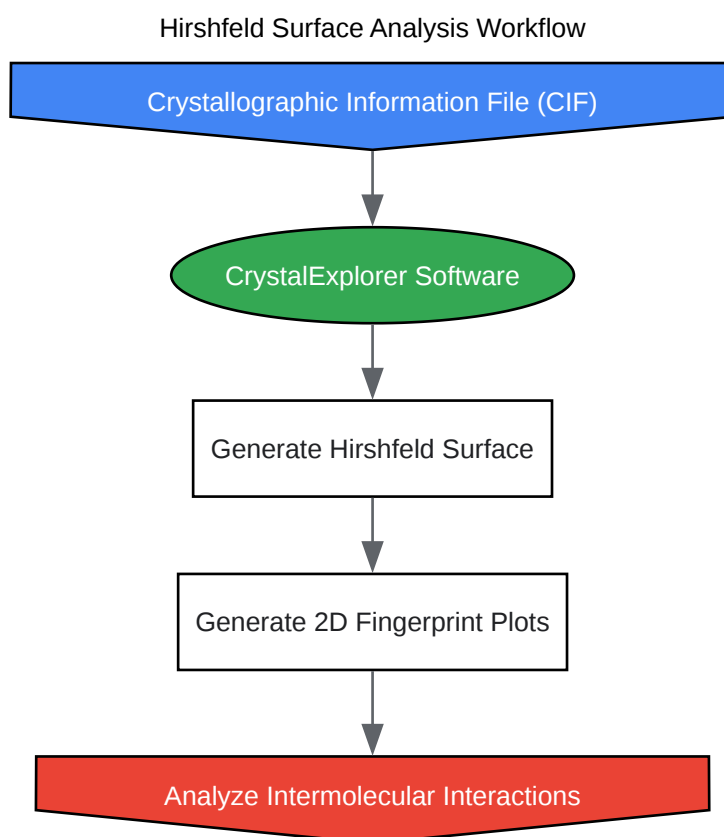 Hirshfeld Surface Analysis Workflow
Crystallographic Information File (CIF)
CrystalExplorer Software
Generate Hirshfeld Surface
Generate 2D Fingerprint Plots
Analyze Intermolecular Interactions